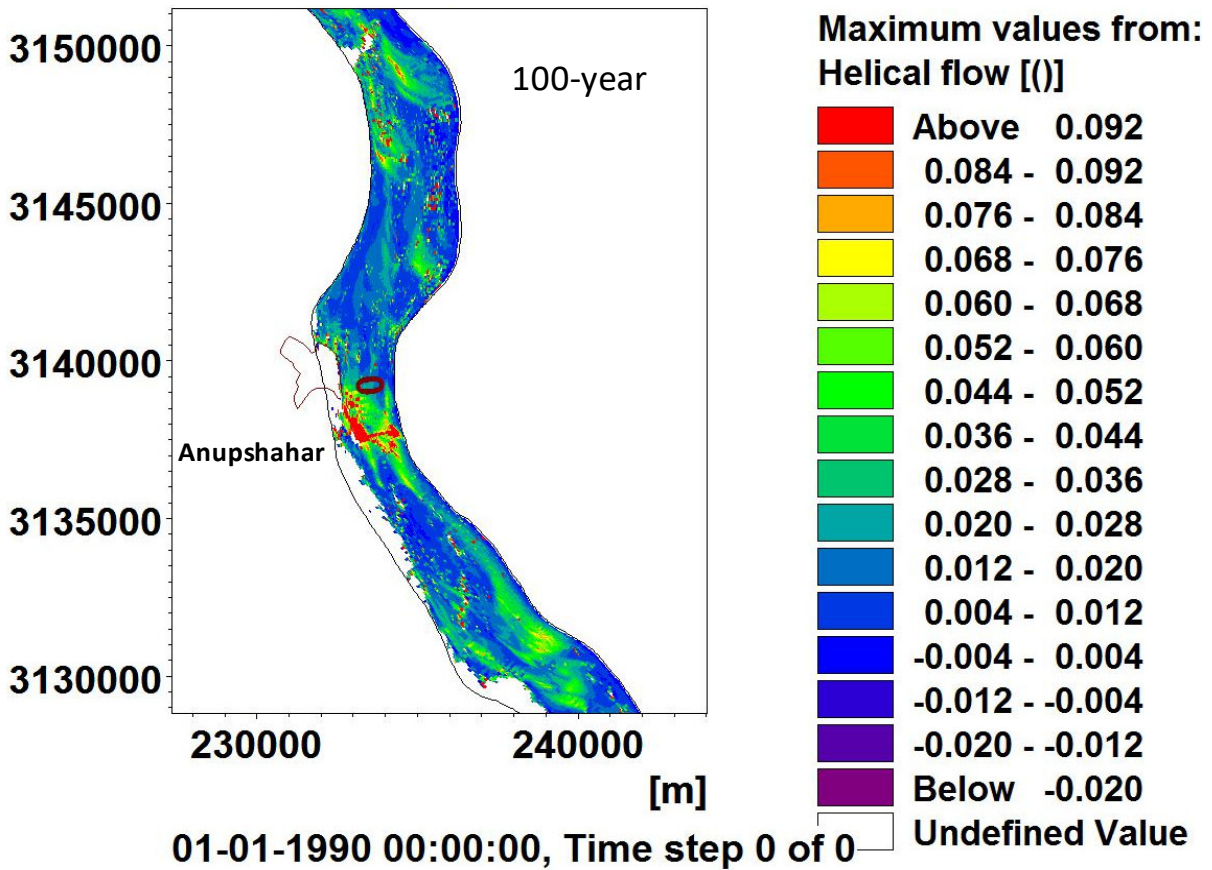 3150000
3145000
3140000
3135000
3130000
230000
240000
[m]
100-year
0
Anupshahar
01-01-1990 00:00:00, Time step 0 of 0
Maximum values from:
Helical flow [()]
Above 0.092
0.084 - 0.092
0.076 - 0.084
0.068 - 0.076
0.060 - 0.068
0.052 - 0.060
0.044 - 0.052
0.036 - 0.044
0.028 - 0.036
0.020 - 0.028
0.012 - 0.020
0.004 - 0.012
-0.004 - 0.004
-0.012 - -0.004
-0.020 - -0.012
Below -0.020
Undefined Value